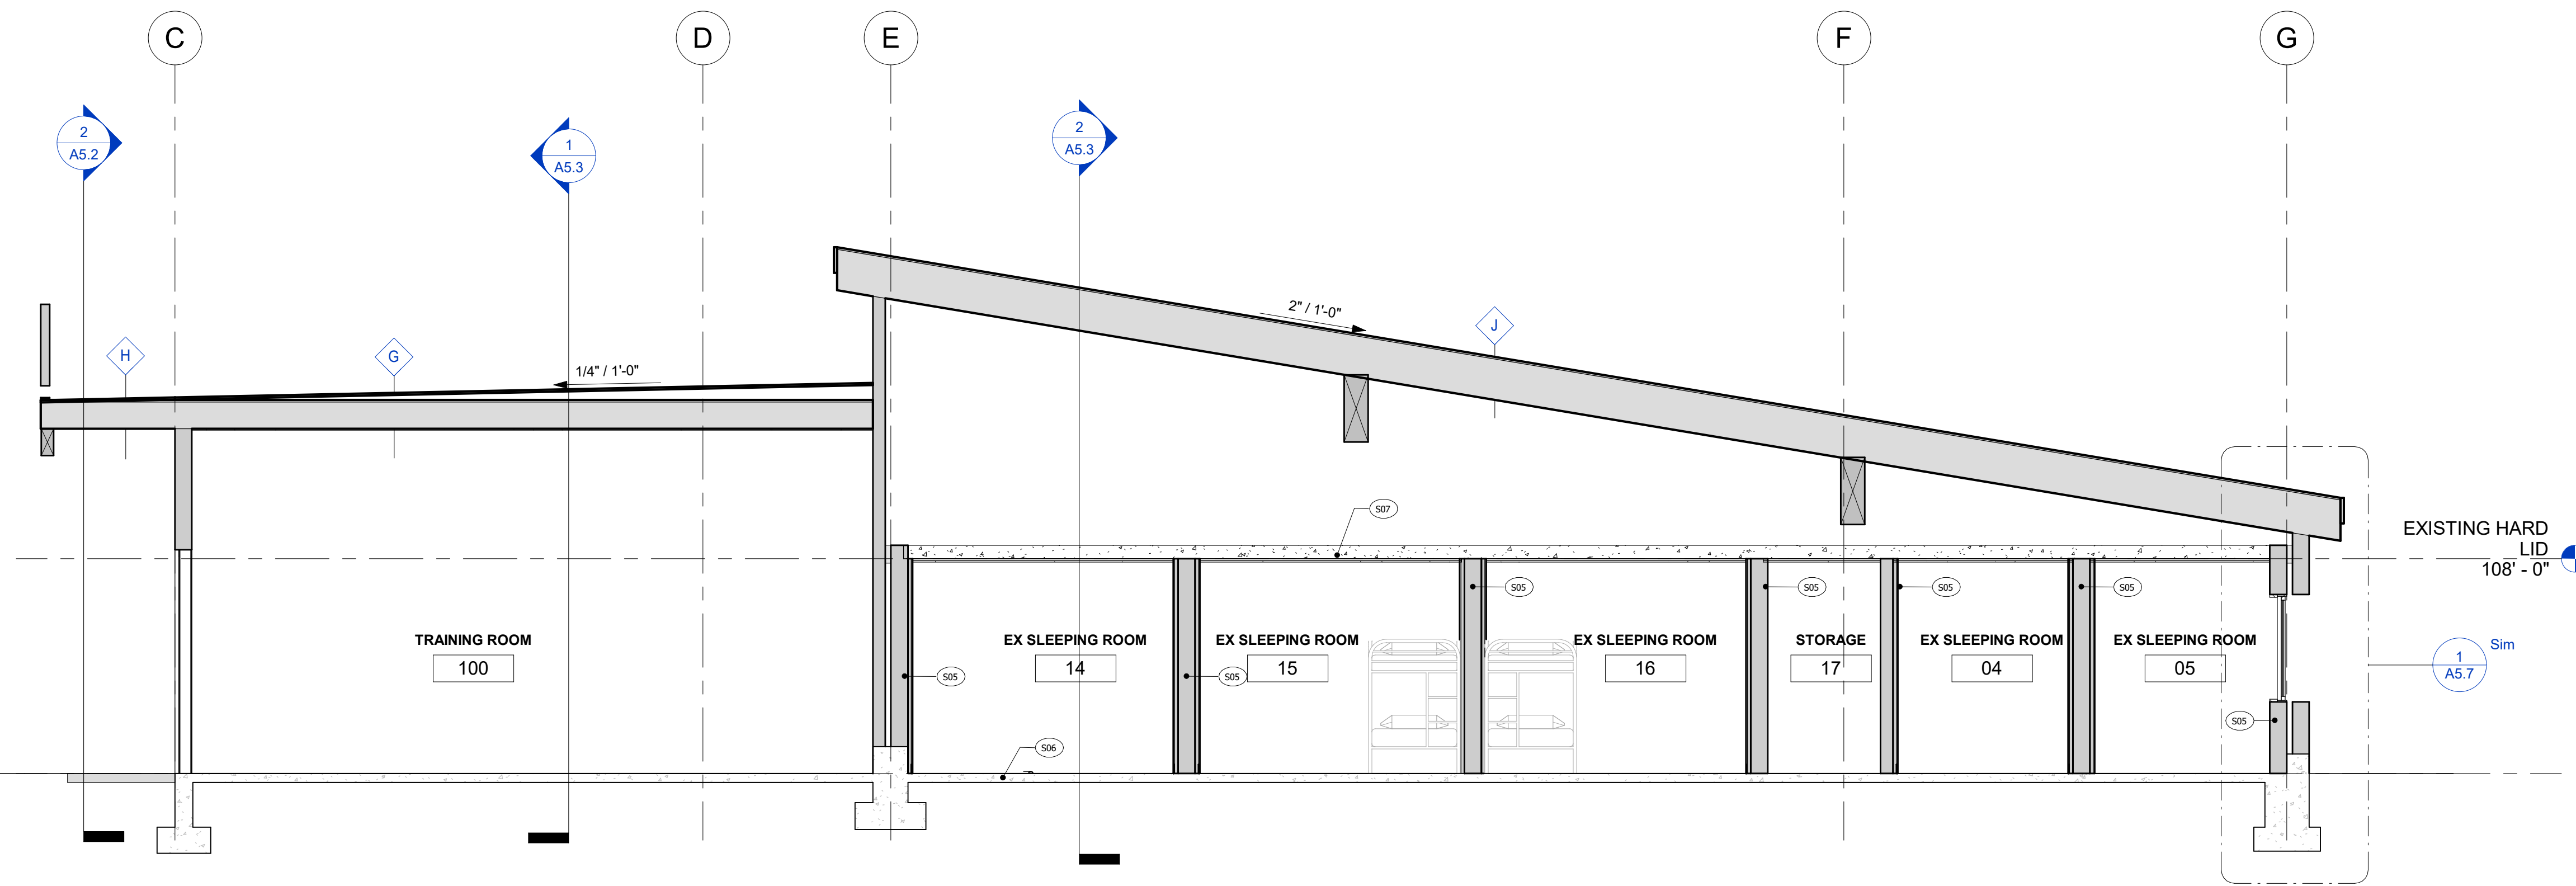 C
D
E
F
G
2
A5.2
1
A5.3
2
A5.3
2" / 1'-0"
J
H
G
1/4" / 1'-0"
S07
EXISTING HARD
LID
108' - 0"
S05
S05
S05
S05
TRAINING ROOM
100
EX SLEEPING ROOM
14
EX SLEEPING ROOM
15
EX SLEEPING ROOM
16
STORAGE
17
EX SLEEPING ROOM
04
EX SLEEPING ROOM
05
Sim
1
A5.7
S05
S05
S05
S06